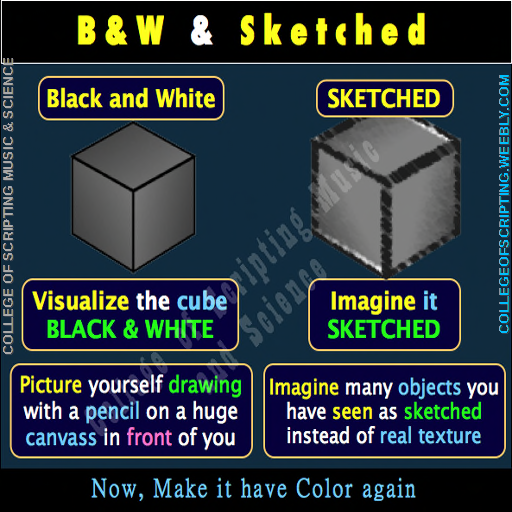 B&W & Sketched
Black and White
SKETCHED
Visualize the cube
BLACK & WHITE
Imagine it
SKETCHED
Picture yourself drawing
with a pencil on a huge
canvass in front of you
Imagine many objects you
have seen as sketched
instead of real texture
Now, Make it have Color again
COLLEGE OF SCRIPTING MUSIC & SCIENCE
COLLEGEOFSCRIPTING.WEEBLY.COM
College of Scripting Music
and Science